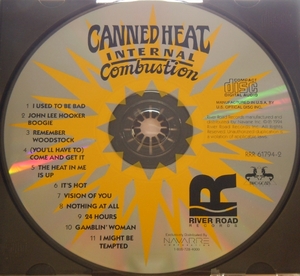 CANNED HEAT
INTERNAL
Combustion
COMPACT
DISC
DIGITAL AUDIO
1 I USED TO BE BAD
2 JOHN LEE HOOKER
BOOGIE
3 REMEMBER
WOODSTOCK
4 (YOU'LL HAVE TO)
COME AND GET IT
5 THE HEAT IN ME
IS UP
6 IT'S HOT
7 VISION OF YOU
8 NOTHING AT ALL
9 24 HOURS
10 GAMBLIN' WOMAN
11 I MIGHT BE
TEMPTED
R
RIVER ROAD
RECORDS
NAVARRE